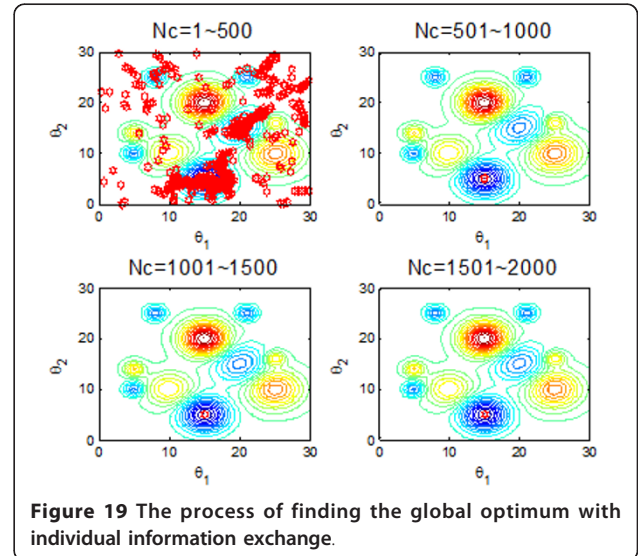 Nc=1~500
Nc=501~1000
30
20
10
0
θ2
0 10 20 30
θ1
30
20
10
0
θ2
0 10 20 30
θ1
Nc=1001~1500
Nc=1501~2000
30
20
10
0
θ2
0 10 20 30
θ1
30
20
10
0
θ2
0 10 20 30
θ1
Figure 19 The process of finding the global optimum with
individual information exchange.